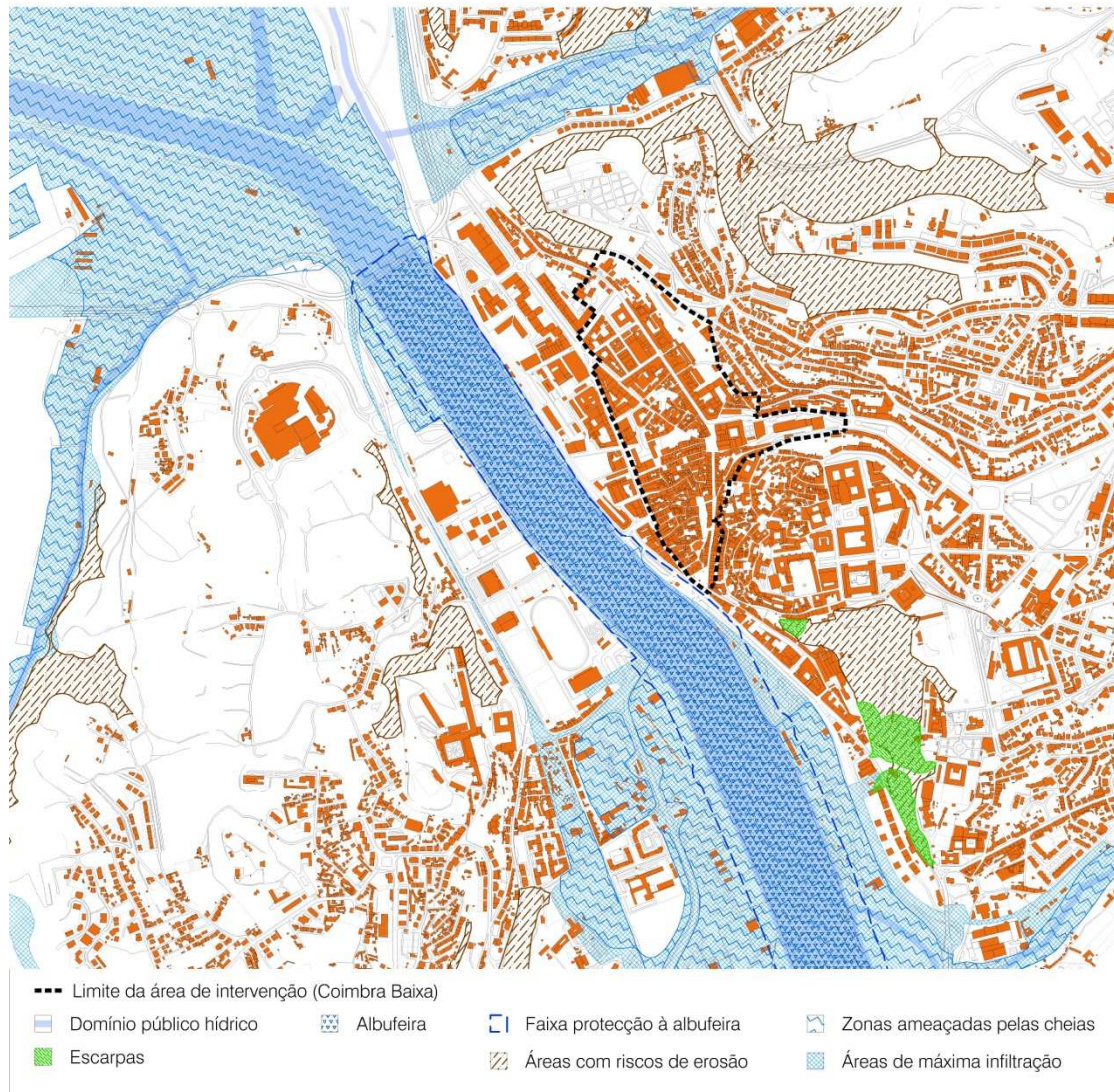 Limite da área de intervenção (Coimbra Baixa)
Domínio público hídrico
Albufeira
Faixa protecção à albufeira
Zonas ameaçadas pelas cheias
Escarpas
Áreas com riscos de erosão
Áreas de máxima infiltração